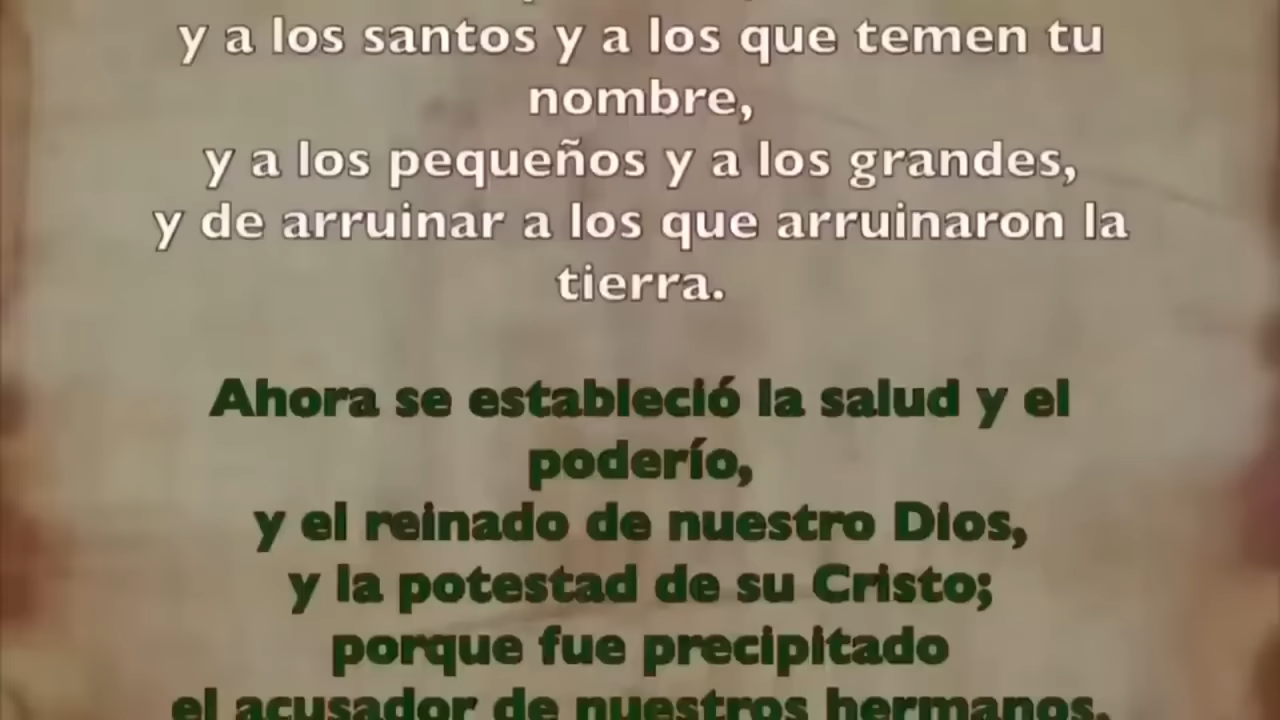 y a los santos y a los que temen tu
nombre,
y a los pequeños y a los grandes,
y de arruinar a los que arruinaron la
tierra.
Ahora se estableció la salud y el
poderío,
y el reinado de nuestro Dios,
y la potestad de su Cristo;
porque fue precipitado
el acusador de nuestros hermanos,